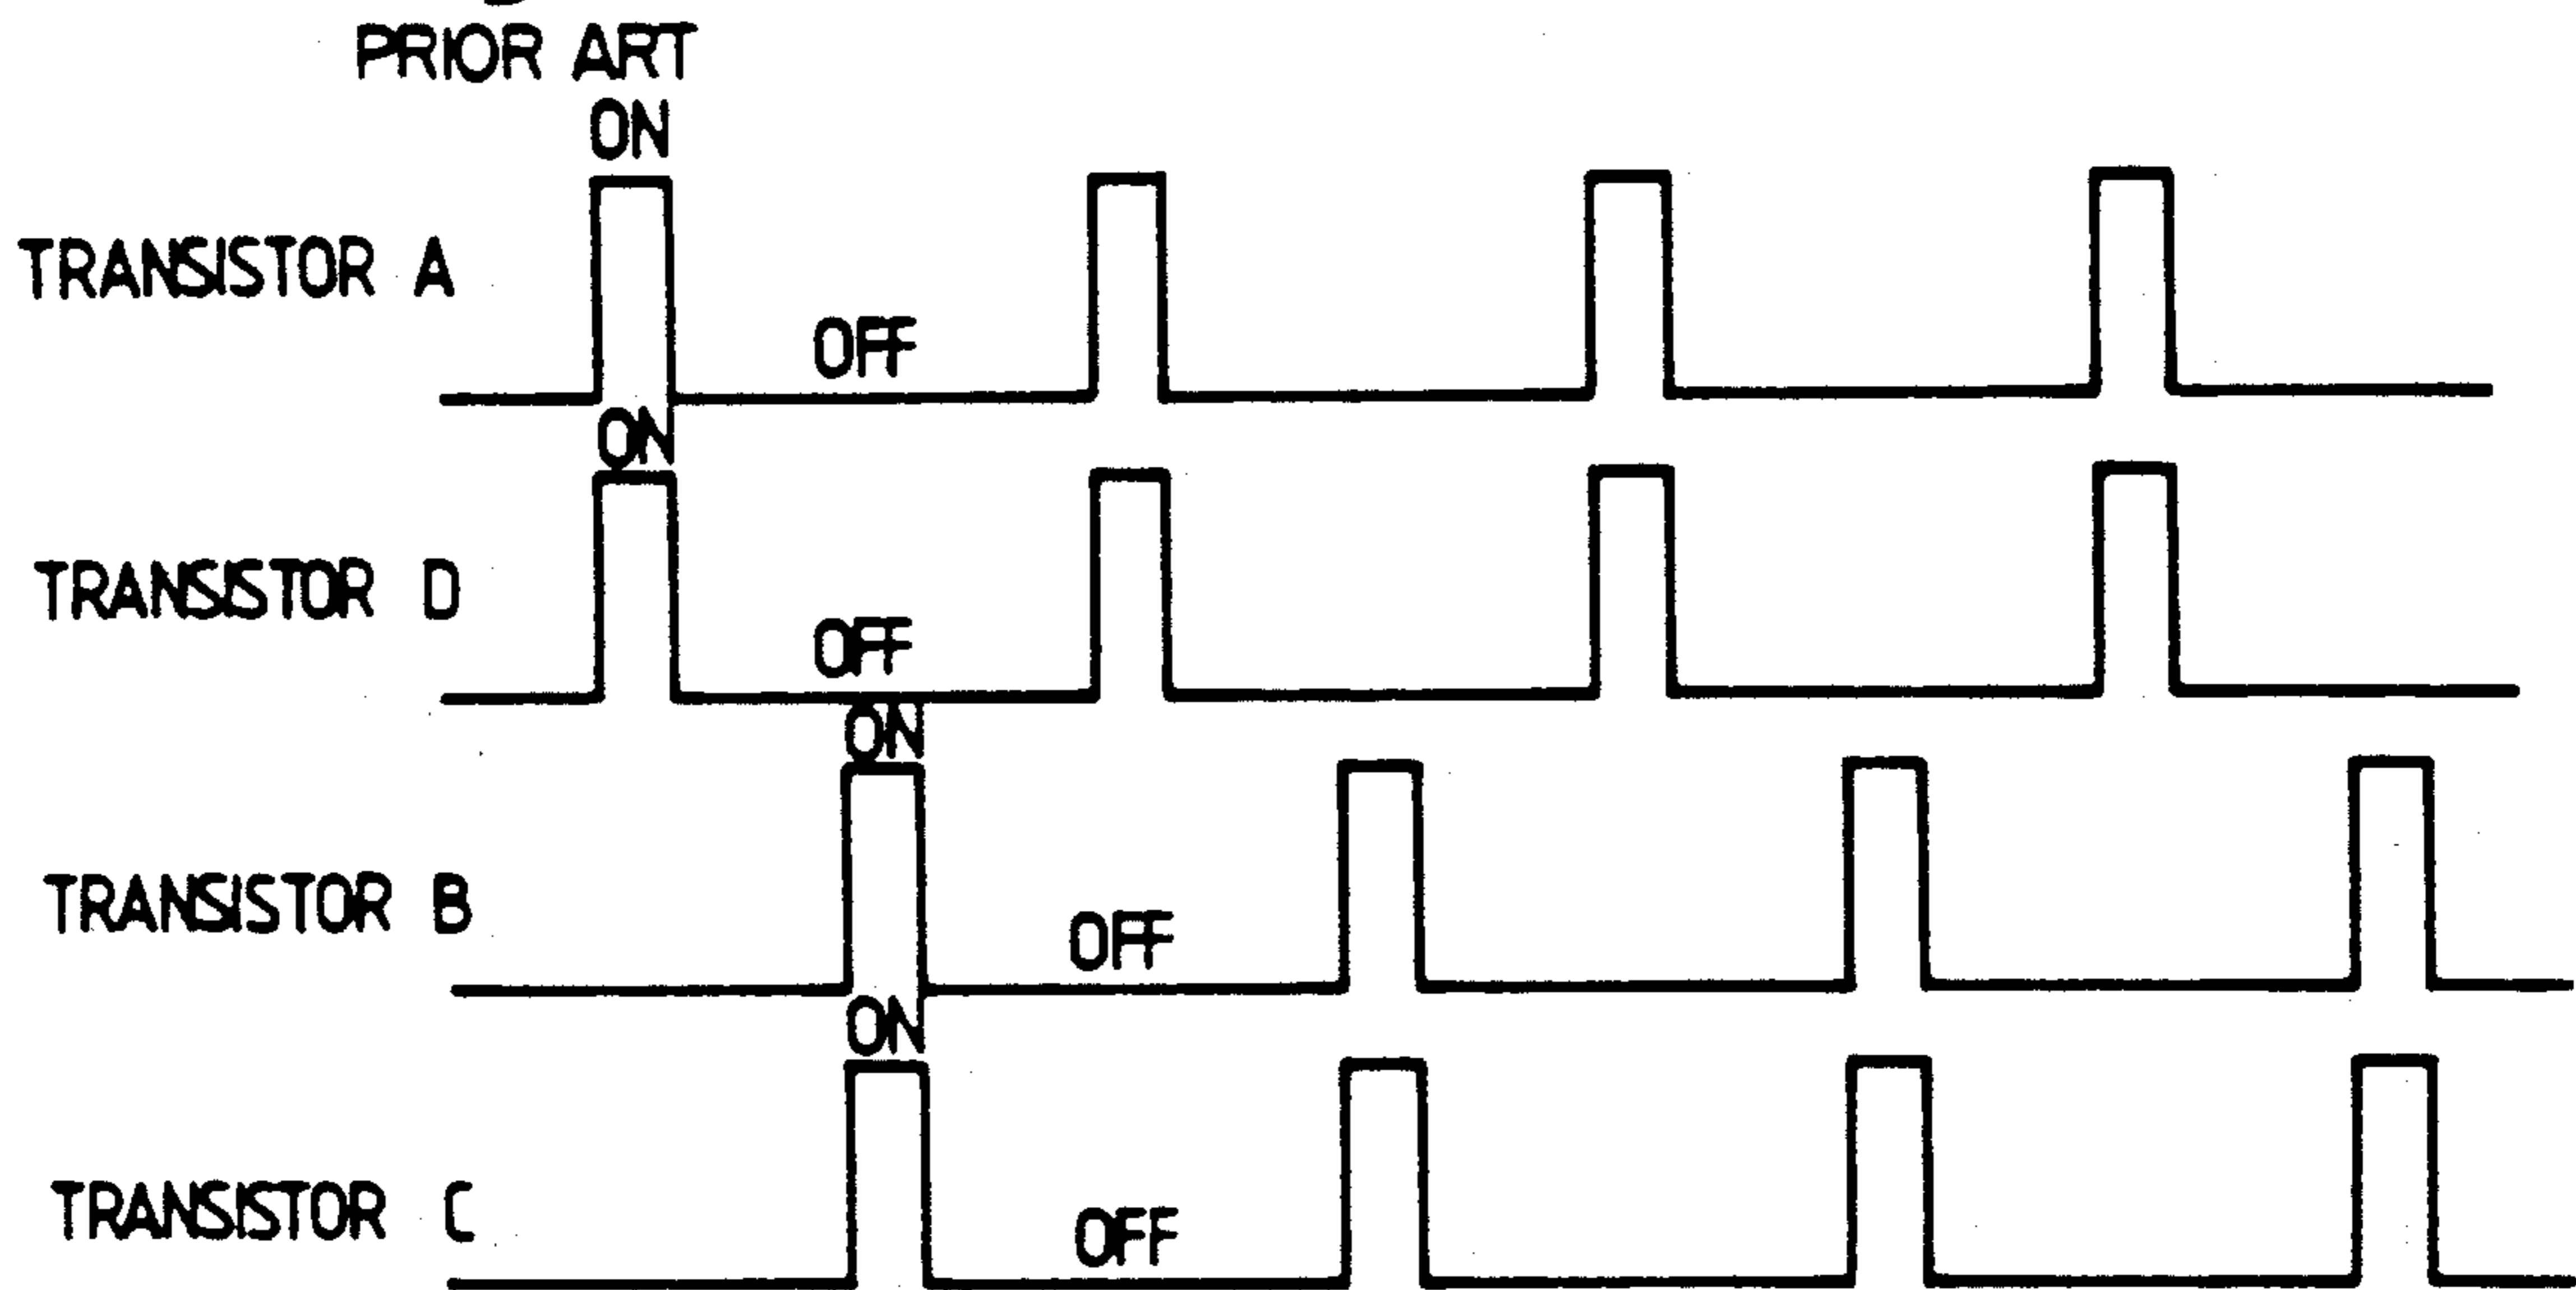 PRIOR ART
ON
TRANSISTOR A
OFF
ON
TRANSISTOR D
OFF
ON
TRANSISTOR B
OFF
ON
TRANSISTOR C
OFF